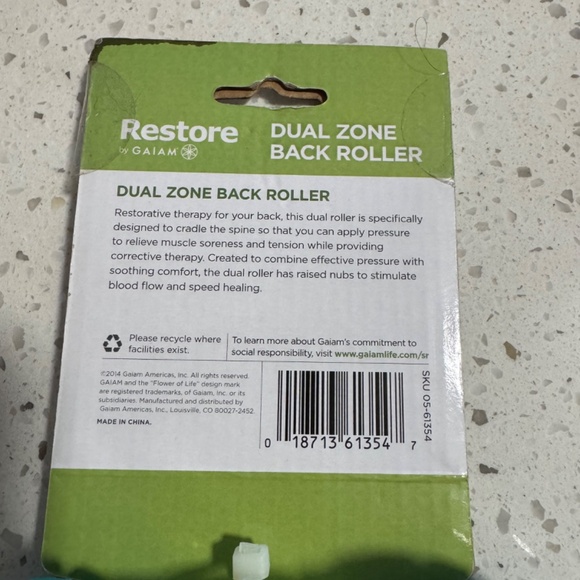 Restore
by GAIAM
DUAL ZONE
BACK ROLLER
DUAL ZONE BACK ROLLER
Restorative therapy for your back, this dual roller is specifically
designed to cradle the spine so that you can apply pressure
to relieve muscle soreness and tension while providing
corrective therapy. Created to combine effective pressure with
soothing comfort, the dual roller has raised nubs to stimulate
blood flow and speed healing.
Please recycle where
facilities exist.
To learn more about Gaiam's commitment to
social responsibility, visit www.gaiamlife.com/sr
©2014 Gaiam Americas, Inc. All rights reserved.
GAIAM and the "Flower of Life" design mark
are registered trademarks, of Gaiam, Inc. or its
subsidiaries. Manufactured and distributed by
Gaiam Americas, Inc., Louisville, CO 80027-2452.
MADE IN CHINA.
0 18713 61354 7
SKU 05-61354